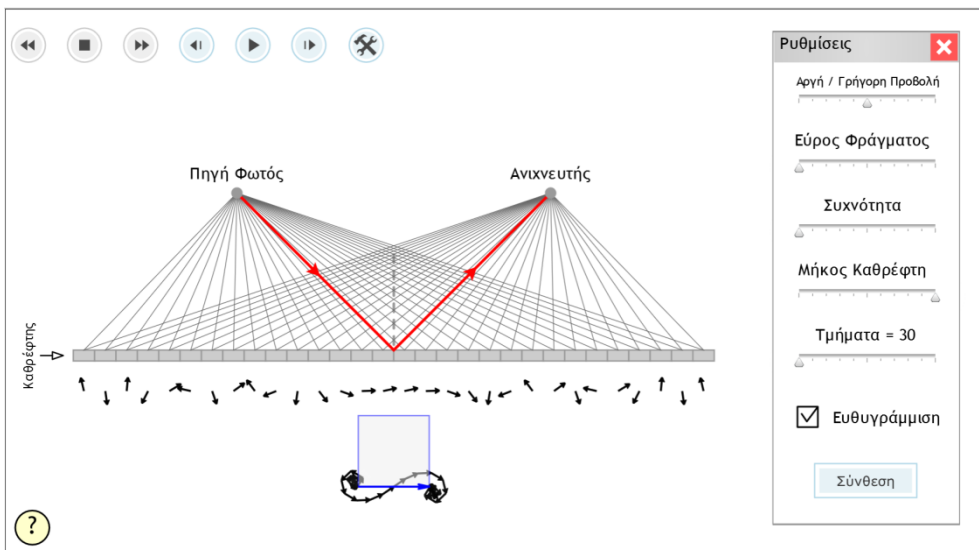 Ρυθμίσεις
Αργή / Γρήγορη Προβολή
Εύρος Φράγματος
Πηγή Φωτός
Ανιχνευτής
Συχνότητα
Μήκος Καθρέφτη
Τμήματα = 30
Καθρέφτης
Ευθυγράμμιση
Σύνθεση
?